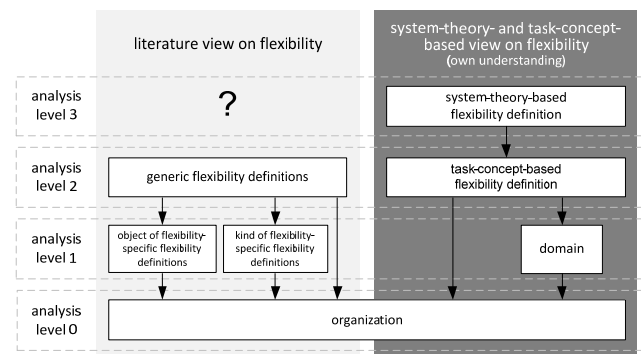 literature view on flexibility
system-theory- and task-concept-
based view on flexibility
(own understanding)
analysis
level 3
?
system-theory-based
flexibility definition
analysis
level 2
generic flexibility definitions
task-concept-based
flexibility definition
analysis
level 1
object of flexibility-
specific flexibility
definitions
kind of flexibility-
specific flexibility
definitions
domain
analysis
level 0
organization